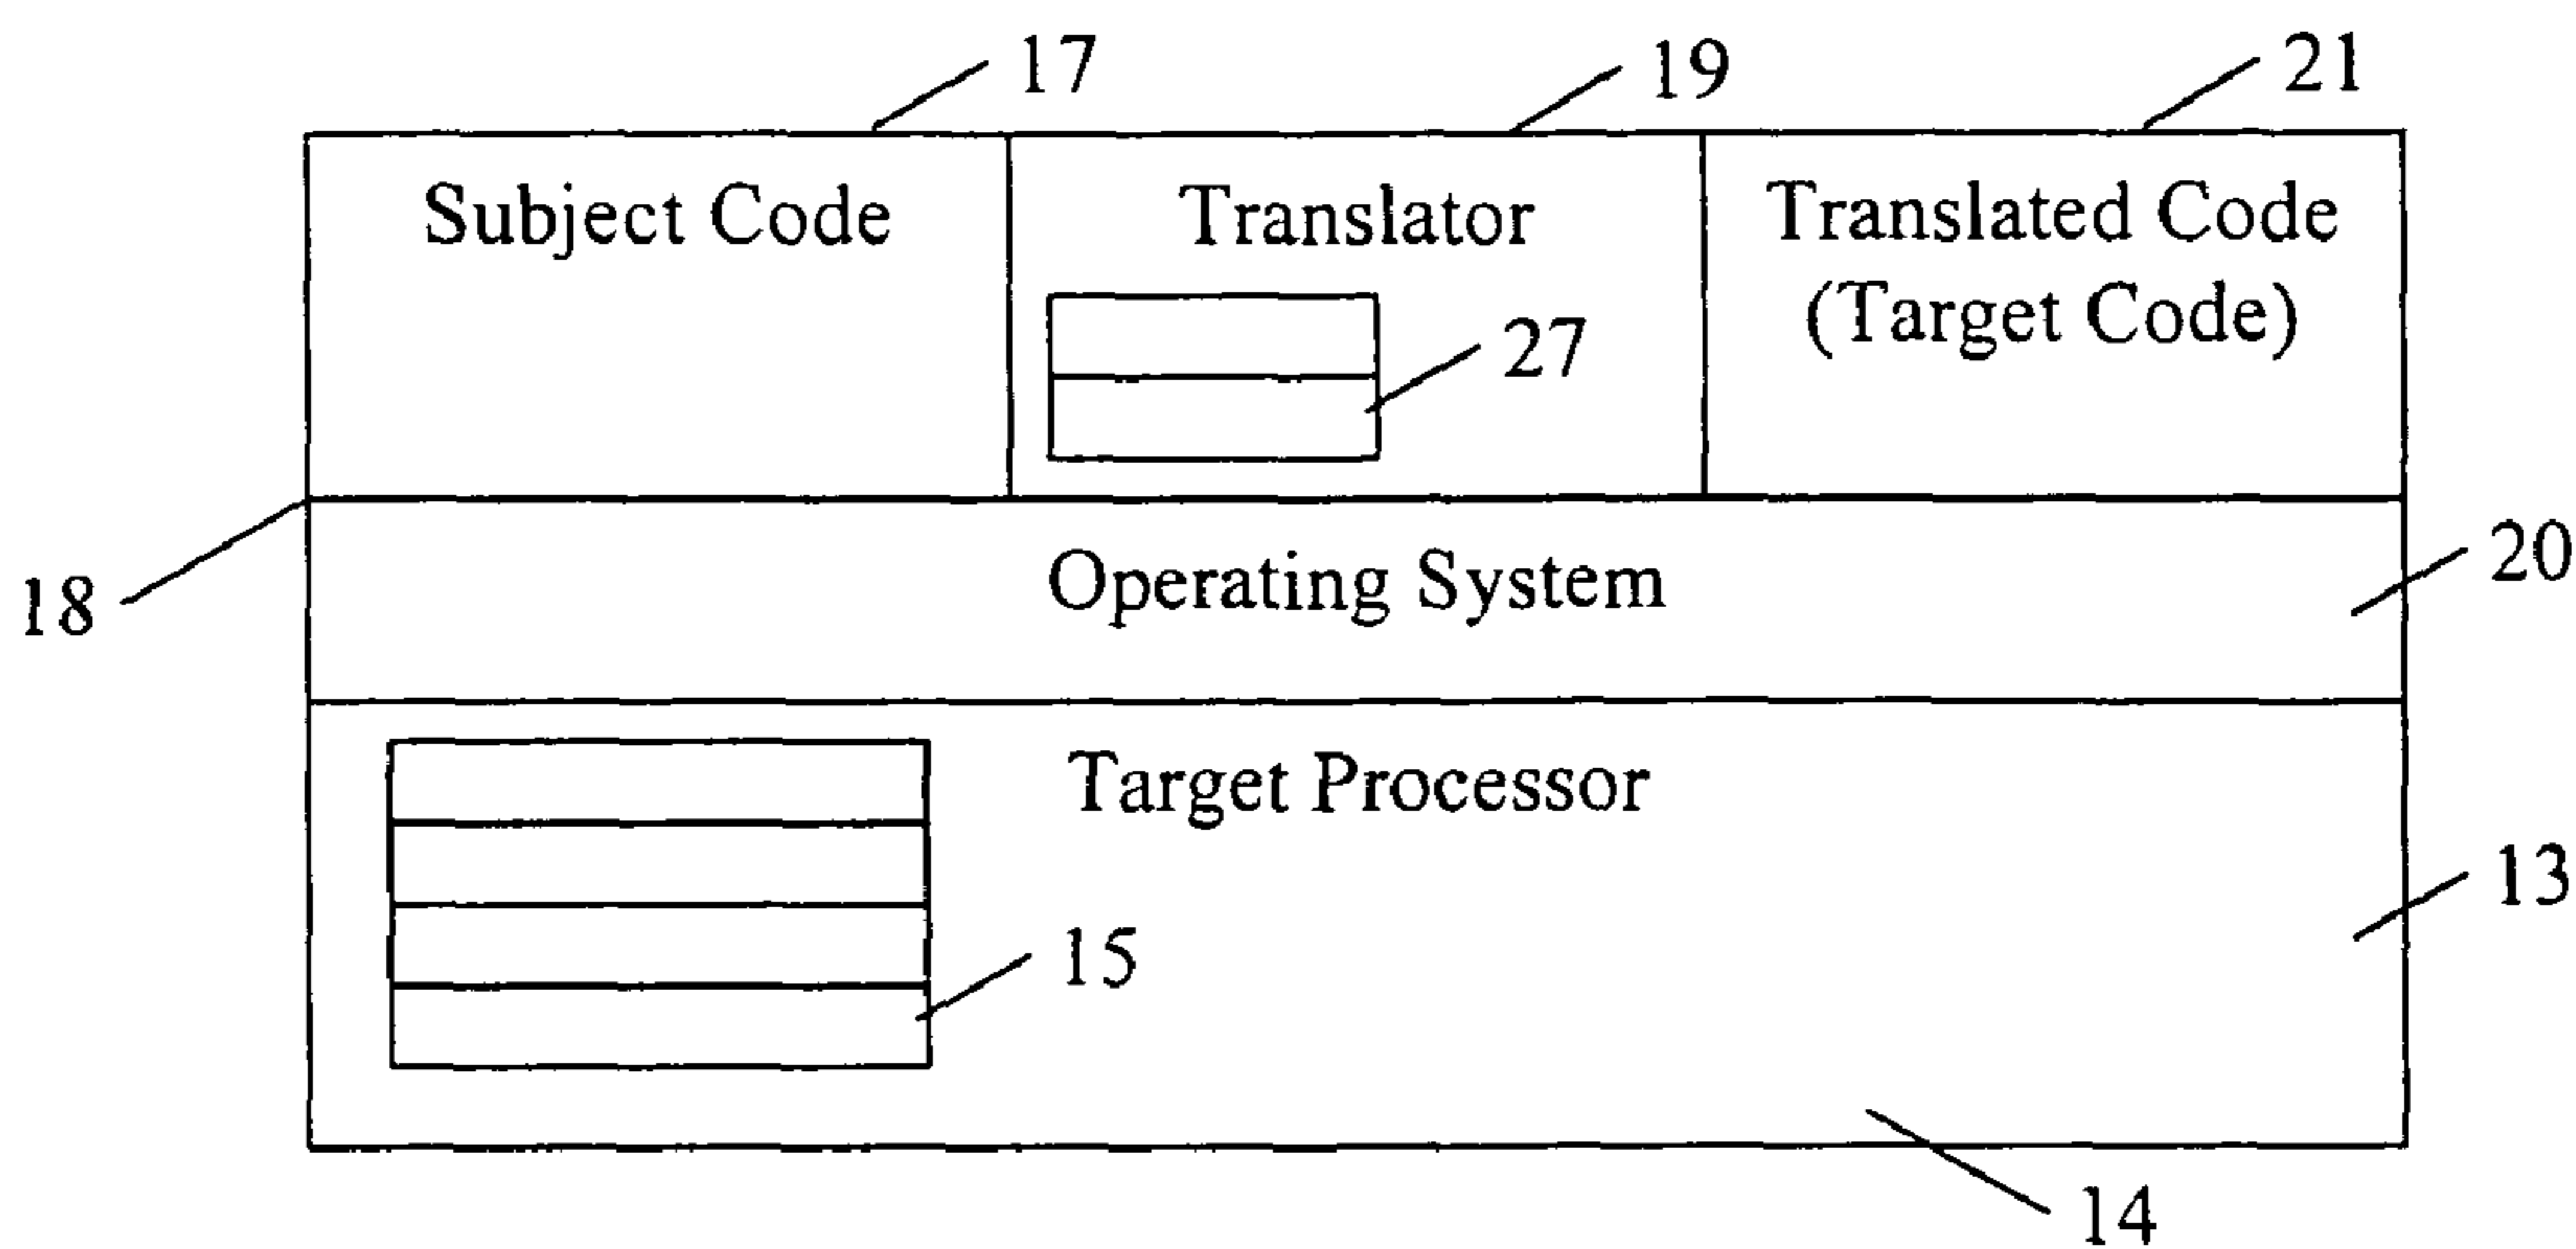 17
19
21
Subject Code
Translator
Translated Code
(Target Code)
27
18
Operating System
20
Target Processor
13
15
14